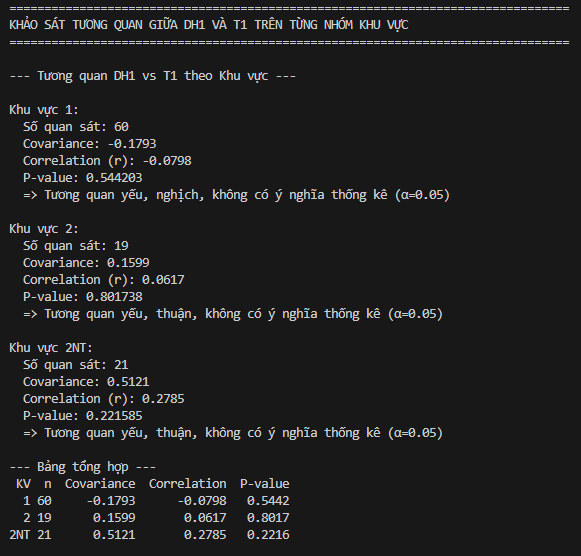 ================================================================================
KHẢO SÁT TƯƠNG QUAN GIỮA DH1 VÀ T1 TRÊN TỪNG NHÓM KHU VỰC
================================================================================
--- Tương quan DH1 vs T1 theo Khu vực ---
Khu vực 1:
Số quan sát: 60
Covariance: -0.1793
Correlation (r): -0.0798
P-value: 0.544203
=> Tương quan yếu, nghịch, không có ý nghĩa thống kê (α=0.05)
Khu vực 2:
Số quan sát: 19
Covariance: 0.1599
Correlation (r): 0.0617
P-value: 0.801738
=> Tương quan yếu, thuận, không có ý nghĩa thống kê (α=0.05)
Khu vực 2NT:
Số quan sát: 21
Covariance: 0.5121
Correlation (r): 0.2785
P-value: 0.221585
=> Tương quan yếu, thuận, không có ý nghĩa thống kê (α=0.05)
--- Bảng tổng hợp ---
KV n Covariance Correlation P-value
1 60 -0.1793 -0.0798 0.5442
2 19 0.1599 0.0617 0.8017
2NT 21 0.5121 0.2785 0.2216